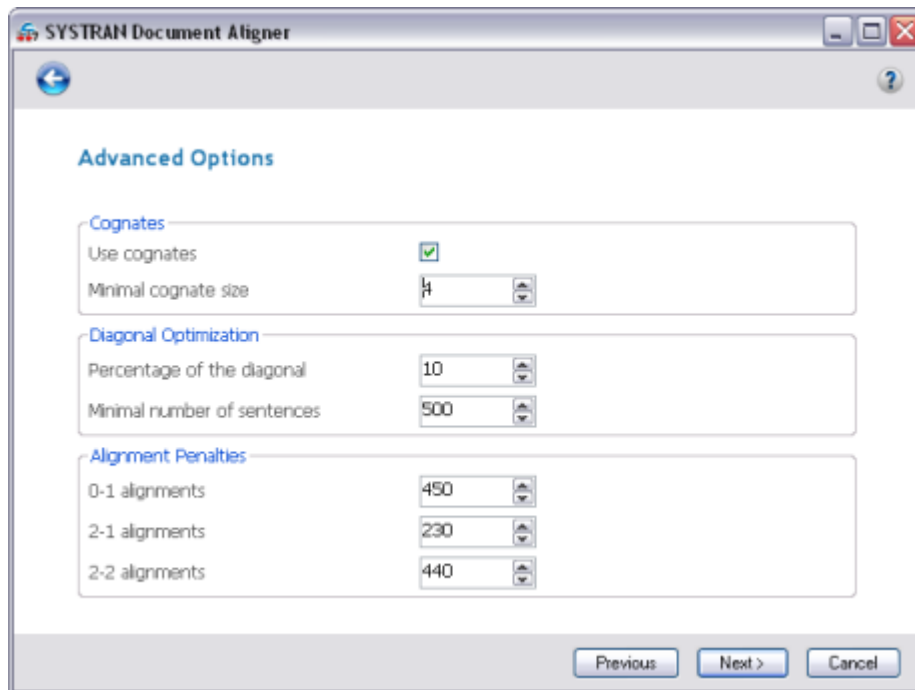 SYSTRAN Document Aligner
?
Advanced Options
Cognates
Use cognates
Minimal cognate size 4
Diagonal Optimization
Percentage of the diagonal 10
Minimal number of sentences 500
Alignment Penalties
0-1 alignments 450
2-1 alignments 230
2-2 alignments 440
Previous Next > Cancel